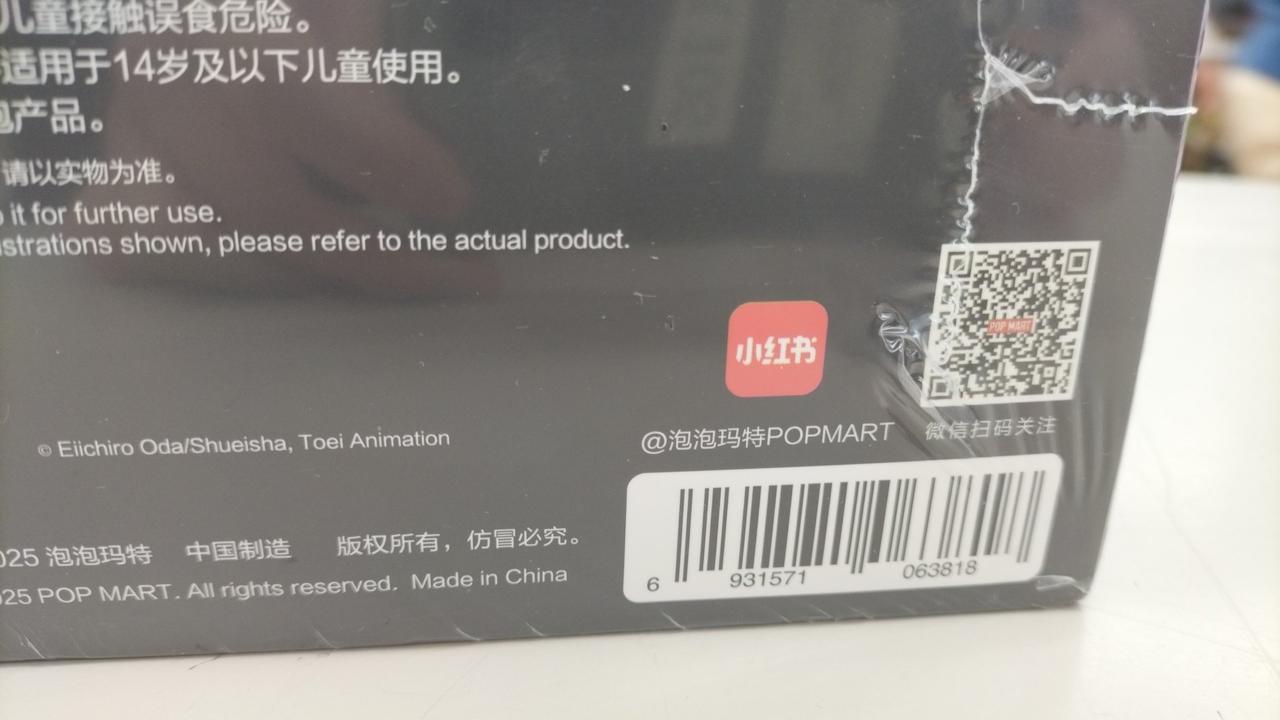 儿童接触误食危险。
适用于14岁及以下儿童使用。
产品。
请以实物为准。
it for further use.
strations shown, please refer to the actual product.
小红书
POP MART
© Eiichiro Oda/Shueisha, Toei Animation
@泡泡玛特POPMART
微信扫码关注
025 泡泡玛特 中国制造 版权所有，仿冒必究。
025 POP MART. All rights reserved. Made in China
6 931571 063818